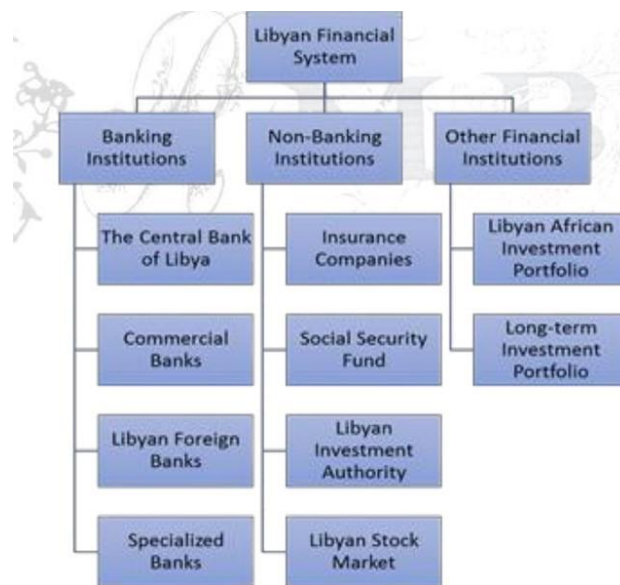 Libyan Financial
System
Banking
Institutions
Non-Banking
Institutions
Other Financial
Institutions
The Central Bank
of Libya
Insurance
Companies
Libyan African
Investment
Portfolio
Commercial
Banks
Social Security
Fund
Long-term
Investment
Portfolio
Libyan Foreign
Banks
Libyan
Investment
Authority
Specialized
Banks
Libyan Stock
Market